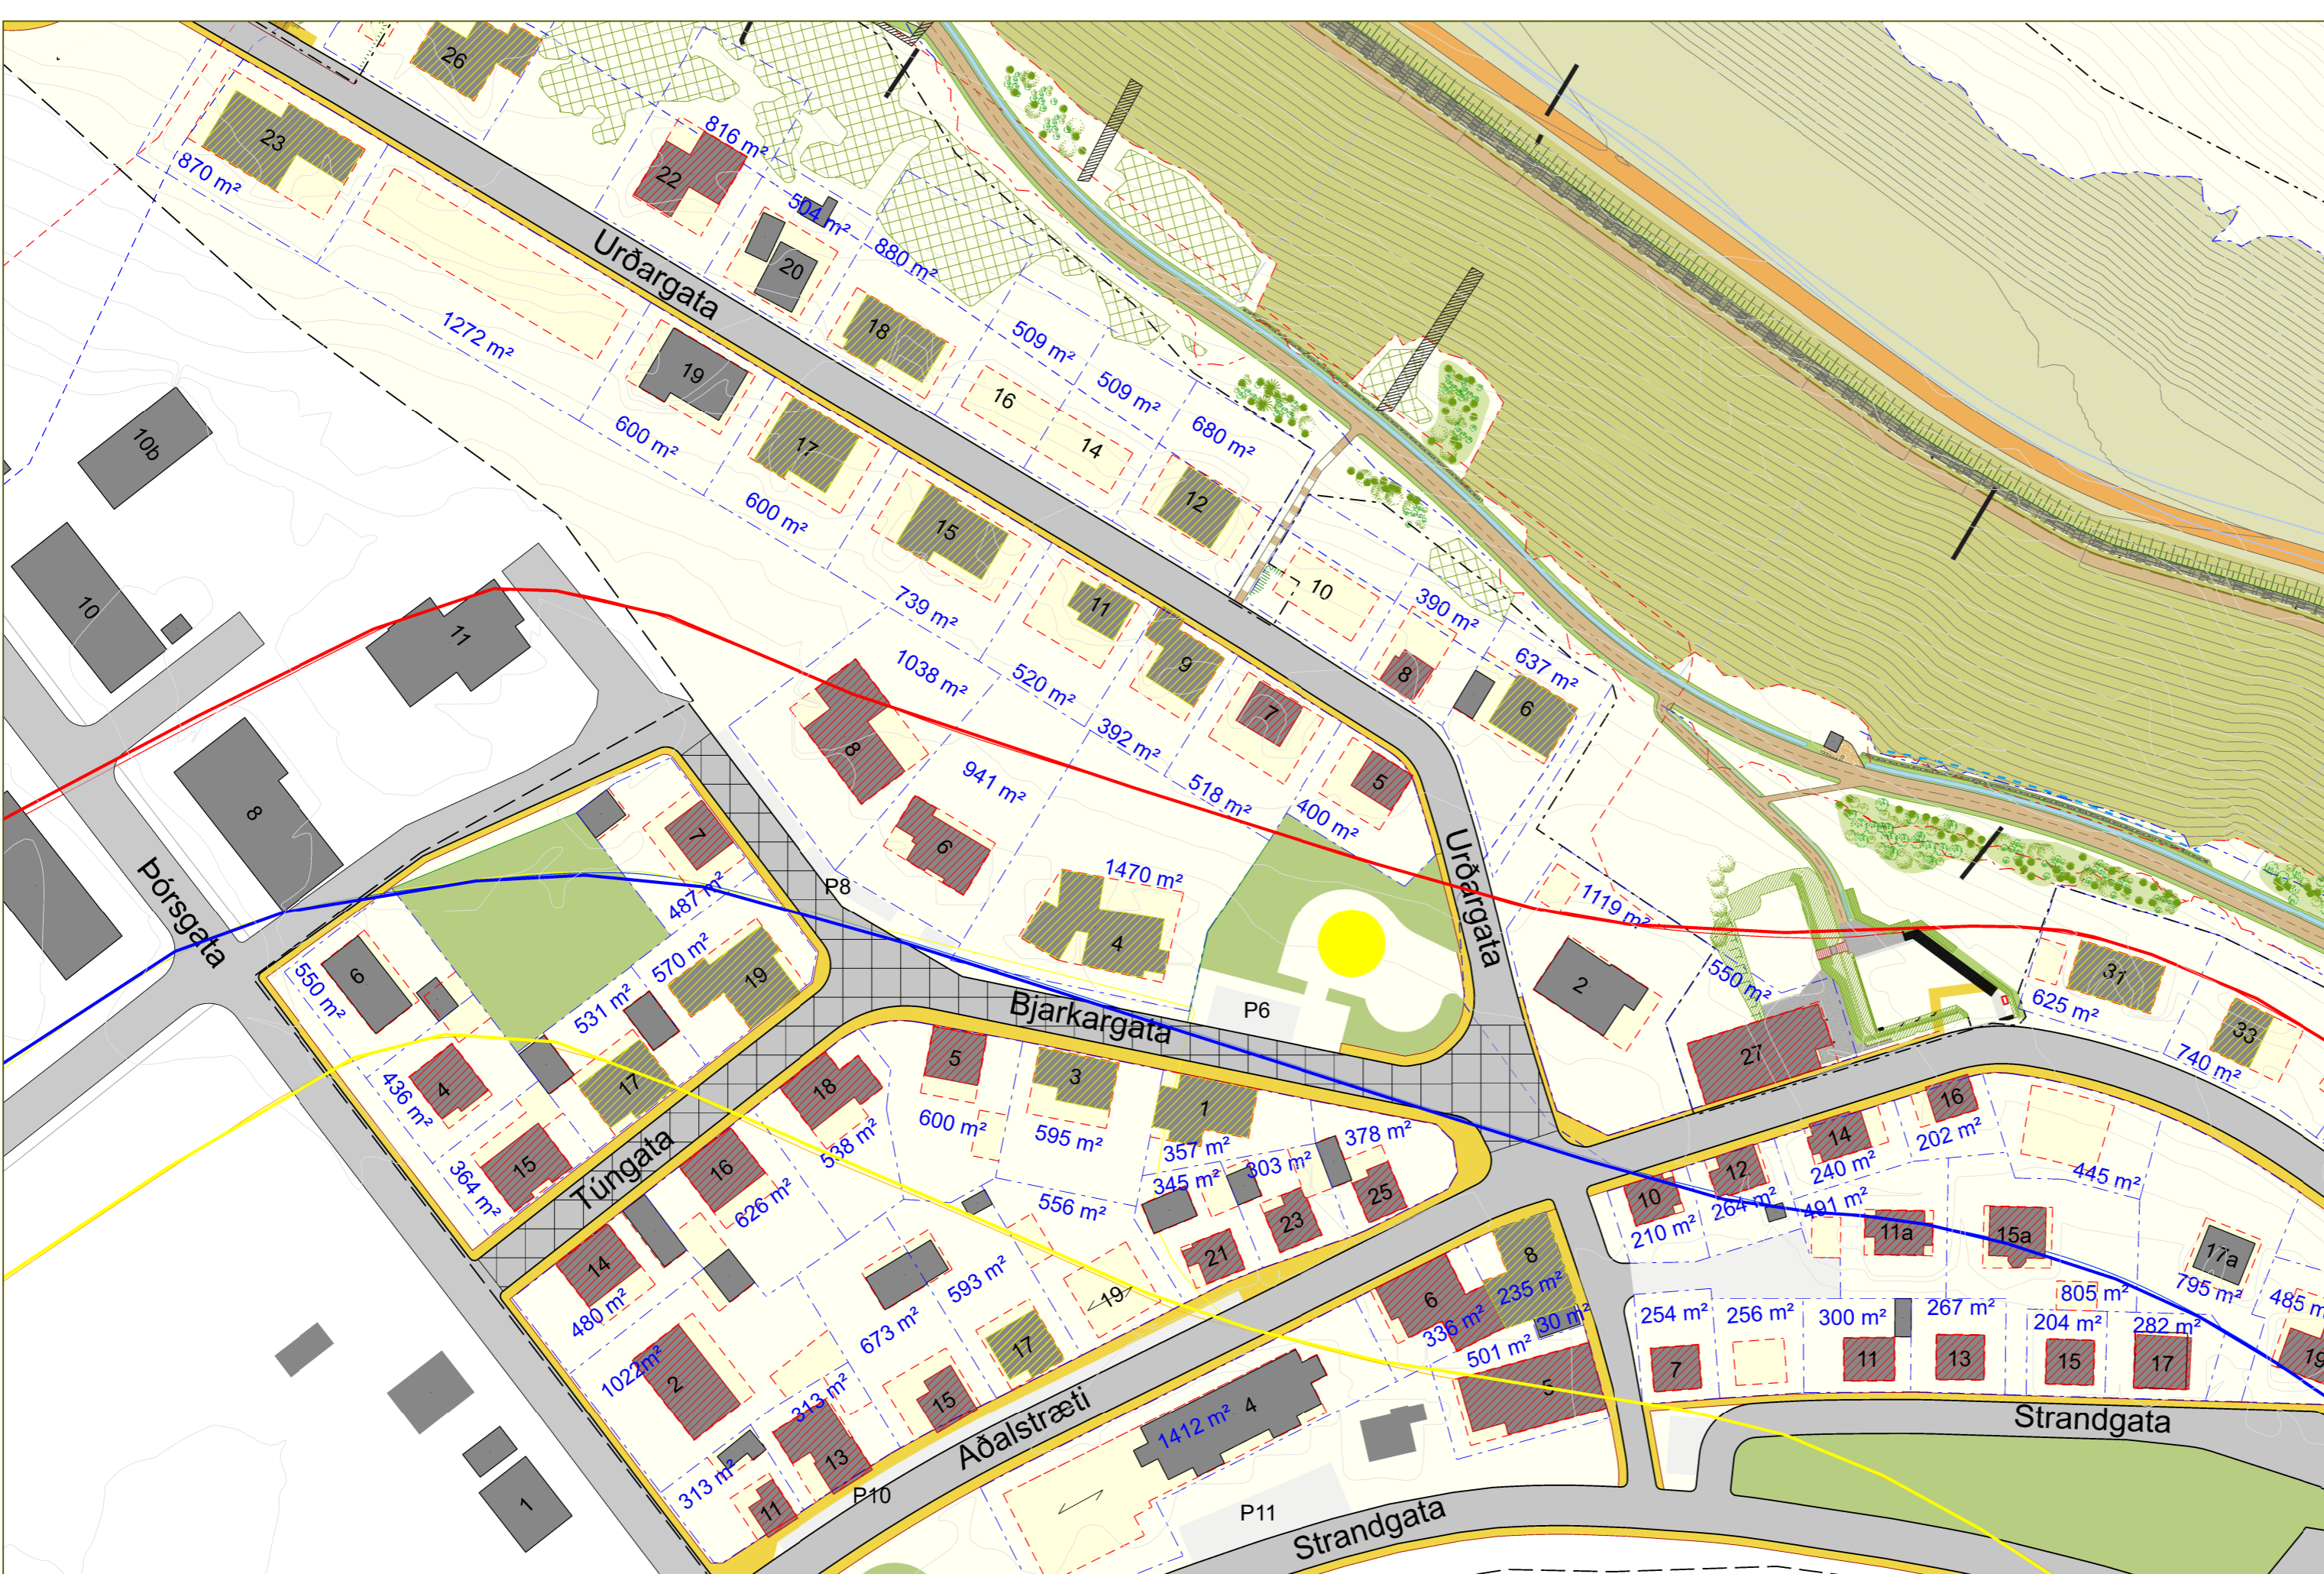 26
23
870 m²
816 m²
22
504 m²
20
880 m²
Urðargata
18
1272 m²
19
509 m²
16
509 m²
14
680 m²
600 m²
17
12
10b
600 m²
15
10
10
390 m²
11
739 m²
11
9
8
637 m²
6
1038 m²
520 m²
7
392 m²
8
941 m²
518 m²
5
400 m²
8
7
6
Urðargata
Þórsgata
487 m²
P8
1470 m²
4
1119 m²
6
550 m²
570 m²
19
531 m²
P6
2
550 m²
31
625 m²
33
740 m²
Bjarkargata
27
4
436 m²
17
18
5
3
1
16
15
364 m²
Túngata
16
538 m²
600 m²
595 m²
357 m²
378 m²
14
202 m²
12
240 m²
445 m²
626 m²
345 m²
303 m²
25
10
264 m²
491 m²
210 m²
556 m²
23
21
11a
15a
17a
14
480 m²
593 m²
19
8
235 m²
795 m²
805 m²
6
336 m²
30 m²
254 m²
256 m²
300 m²
267 m²
204 m²
282 m²
673 m²
17
501 m²
1022m²
2
7
11
13
15
17
313 m²
15
5
4
1412 m²
Strandgata
Aðalstræti
13
313 m²
P10
11
1
P11
Strandgata